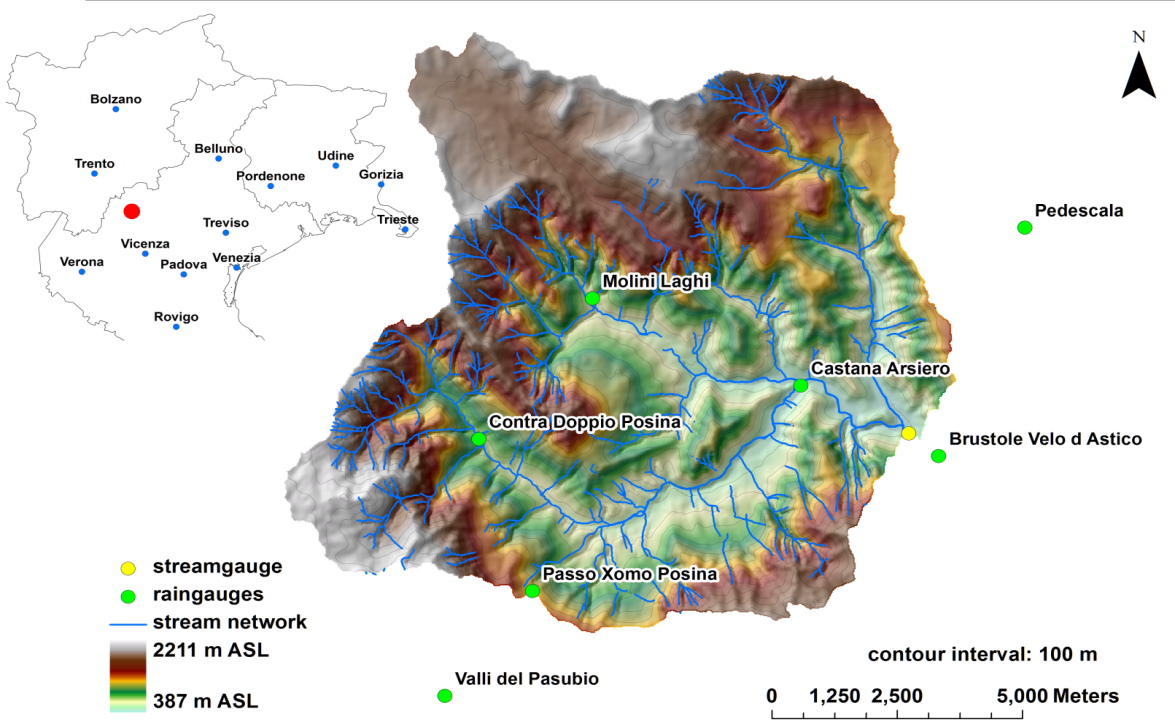 N
Bolzano
Belluno
Trento
Udine
Pordenone
Gorizia
Treviso
Trieste
Vicenza
Verona
Padova
Venezia
Rovigo
Pedescala
Molini Laghi
Castana Arsiero
Contra Doppio Posina
Brustole Velo d Astico
Passo Xomo Posina
Valli del Pasubio
streamgauge
raingauges
stream network
2211 m ASL
387 m ASL
contour interval: 100 m
0 1,250 2,500 5,000 Meters